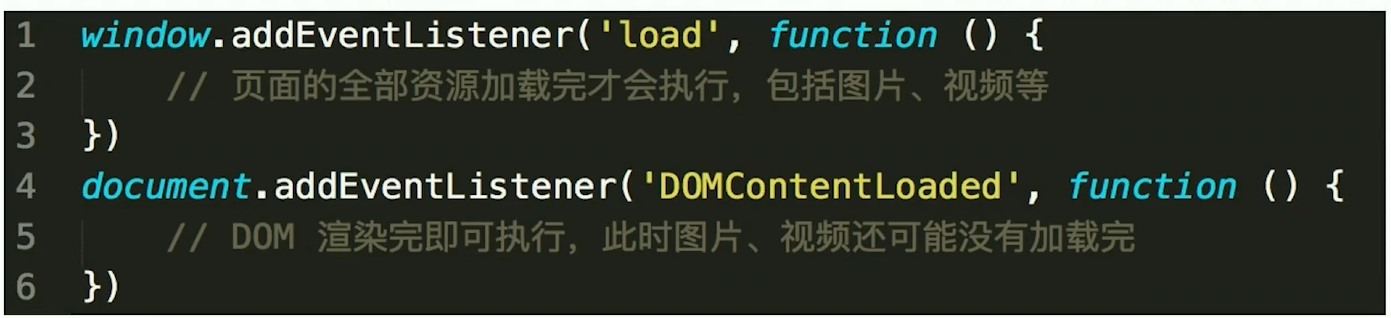 1 window.addEventListener('load', function () {
2 // 页面的全部资源加载完才会执行，包括图片、视频等
3 })
4 document.addEventListener('DOMContentLoaded', function () {
5 // DOM 渲染完即可执行，此时图片、视频还可能没有加载完
6 })